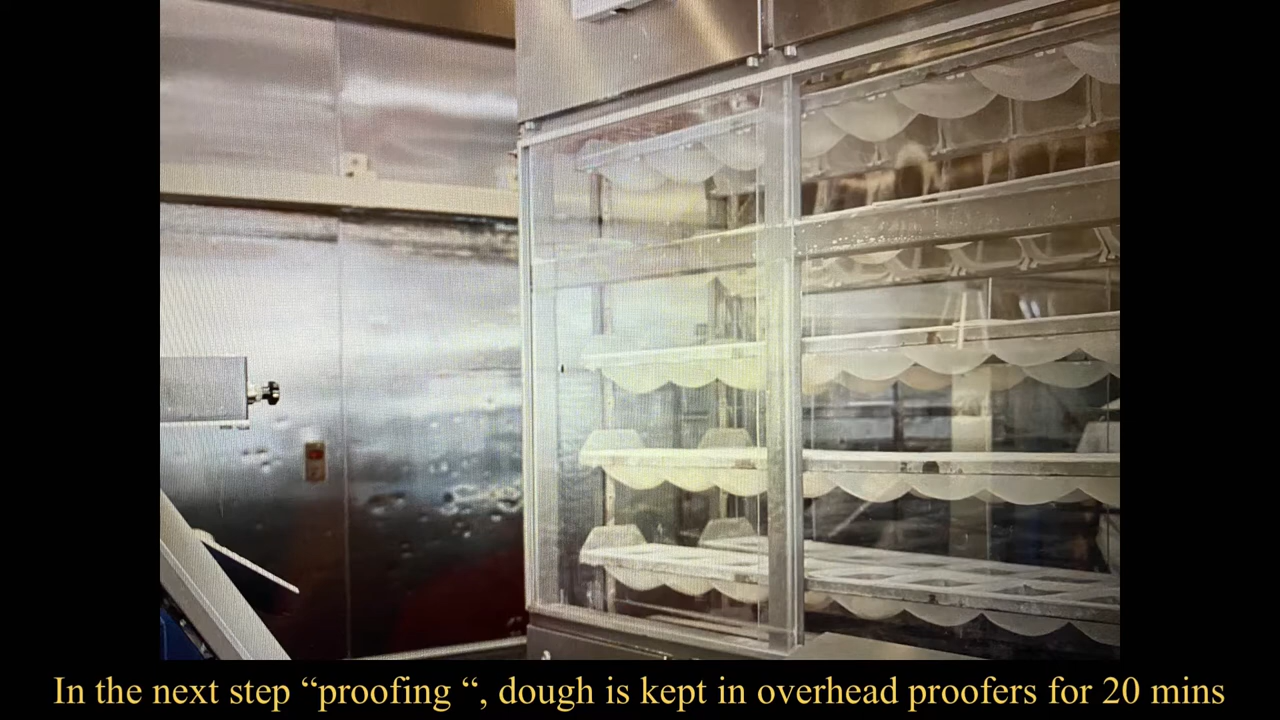 In the next step “proofing “, dough is kept in overhead proofers for 20 mins